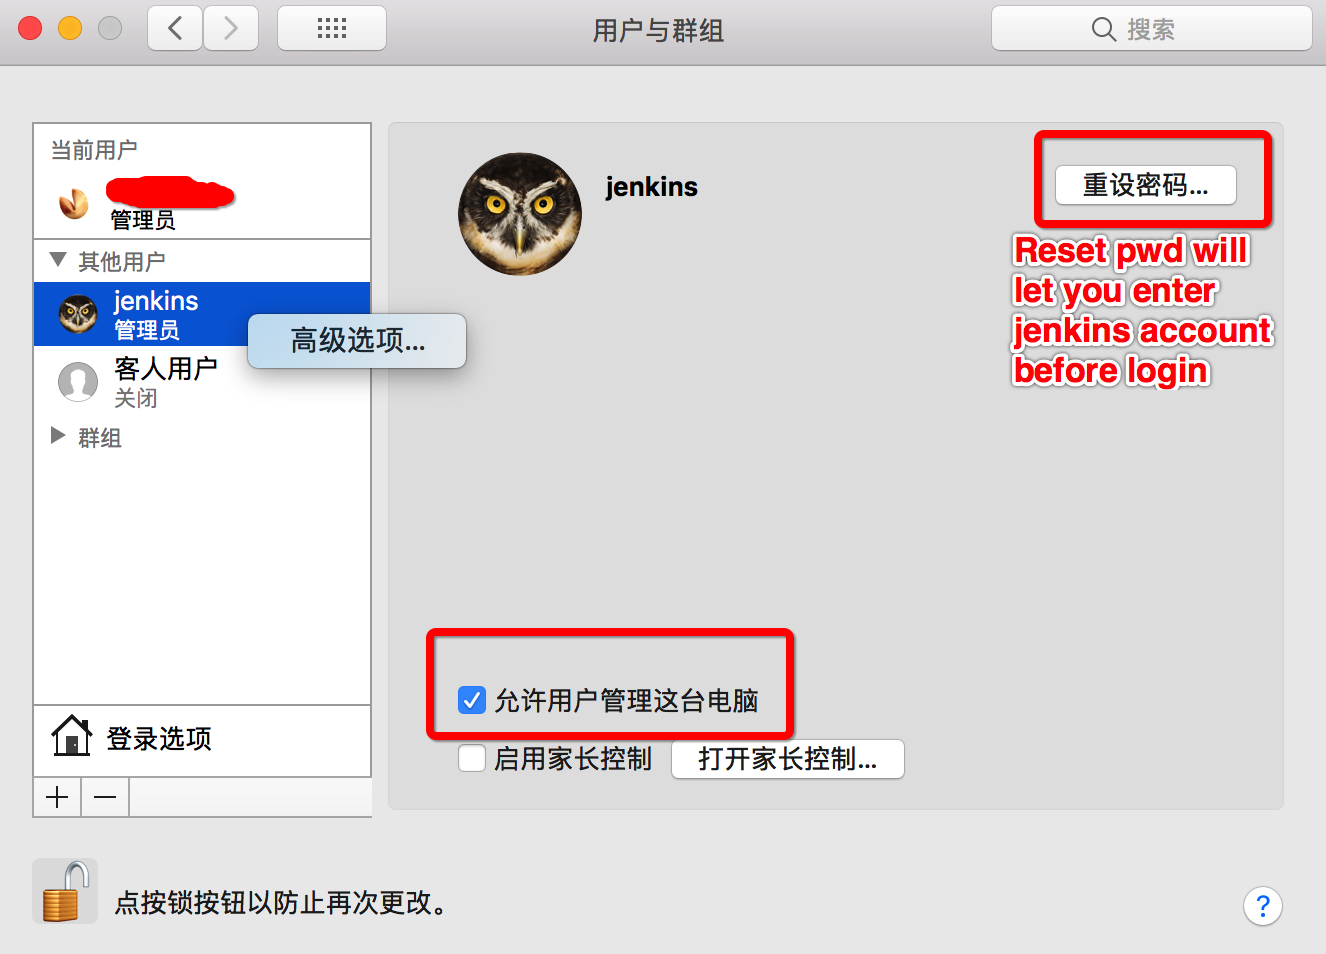 用户与群组
搜索
当前用户
管理员
其他用户
jenkins
管理员
高级选项...
客人用户
关闭
群组
登录选项
jenkins
重设密码...
Reset pwd will
let you enter
jenkins account
before login
允许用户管理这台电脑
启用家长控制
打开家长控制...
点按锁按钮以防止再次更改。
?